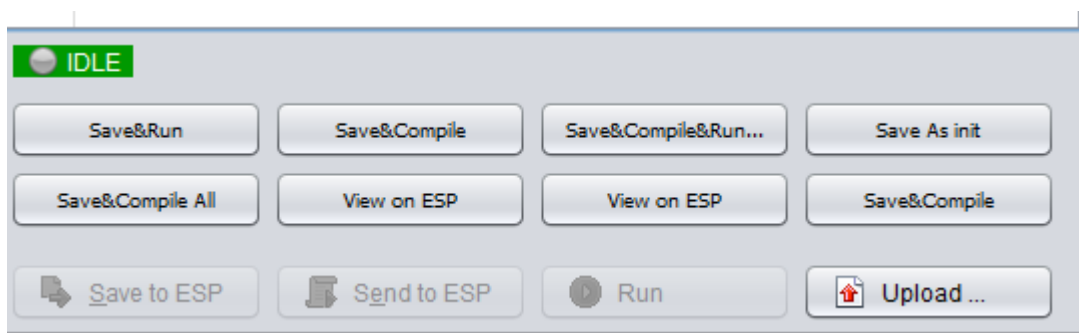 IDLE
Save&Run Save&Compile Save&Compile&Run... Save As init
Save&Compile All View on ESP View on ESP Save&Compile
Save to ESP Send to ESP Run Upload ...